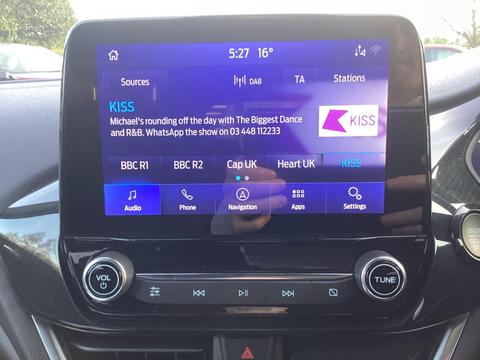 5:27 16°
Sources DAB TA Stations
KISS
Michael's rounding off the day with The Biggest Dance
and R&B. WhatsApp the show on 03 448 112233
KISS
BBC R1 BBC R2 Cap UK Heart UK KISS
Audio Phone Navigation Apps Settings
VOL
TUNE